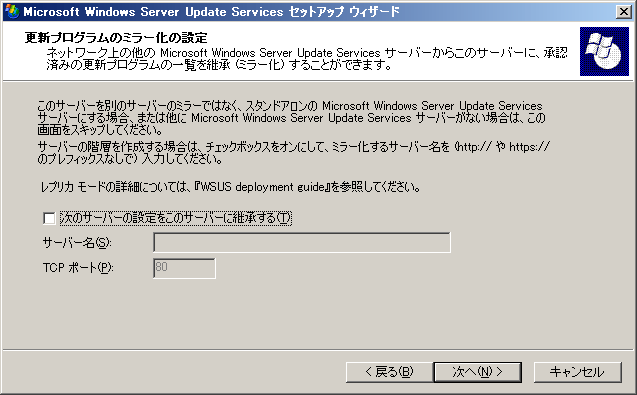 Microsoft Windows Server Update Services セットアップ ウィザード
更新プログラムのミラー化の設定
ネットワーク上の他の Microsoft Windows Server Update Services サーバーからこのサーバーに、承認
済みの更新プログラムの一覧を継承 (ミラー化) することができます。
このサーバーを別のサーバーのミラーではなく、スタンドアロンの Microsoft Windows Server Update Services
サーバーにする場合、または他に Microsoft Windows Server Update Services サーバーがない場合は、この
画面をスキップしてください。
サーバーの階層を作成する場合は、チェックボックスをオンにして、ミラー化するサーバー名を (http:// や https://
のプレフィックスなしで) 入力してください。
レプリカ モードの詳細については、『WSUS deployment guide』を参照してください。
次のサーバーの設定をこのサーバーに継承する(T)
サーバー名(S):
TCP ポート(P):
80
< 戻る(B)
次へ(N) >
キャンセル